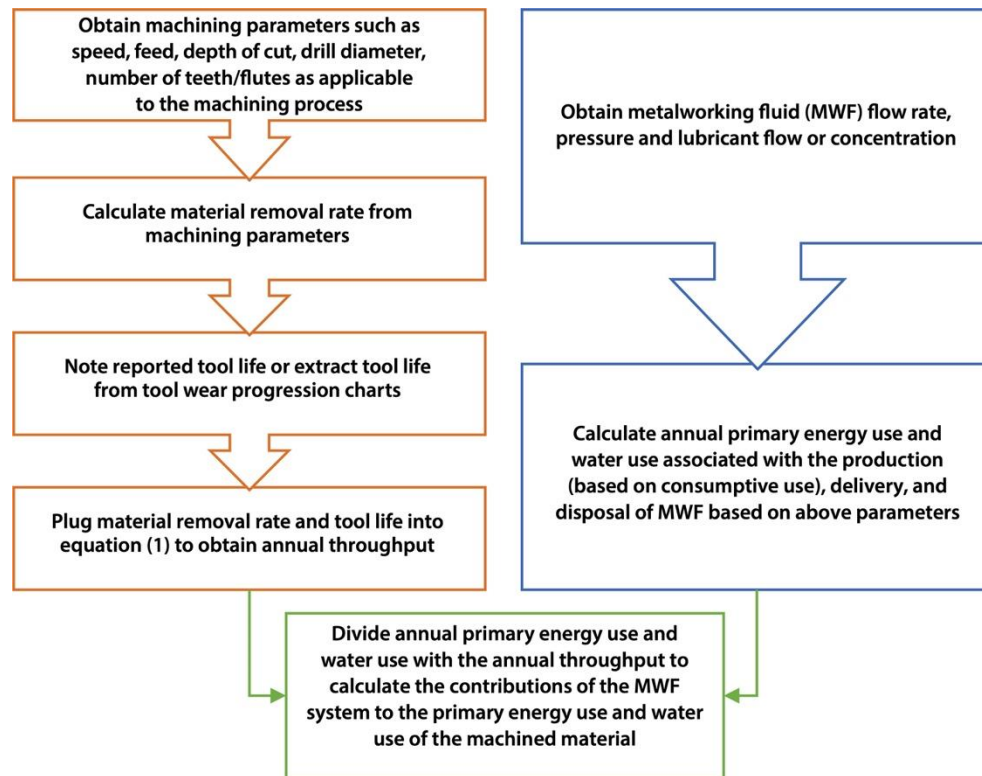 Obtain machining parameters such as
speed, feed, depth of cut, drill diameter,
number of teeth/flutes as applicable
to the machining process
Calculate material removal rate from
machining parameters
Note reported tool life or extract tool life
from tool wear progression charts
Plug material removal rate and tool life into
equation (1) to obtain annual throughput
Obtain metalworking fluid (MWF) flow rate,
pressure and lubricant flow or concentration
Calculate annual primary energy use and
water use associated with the production
(based on consumptive use), delivery, and
disposal of MWF based on above parameters
Divide annual primary energy use and
water use with the annual throughput to
calculate the contributions of the MWF
system to the primary energy use and water
use of the machined material